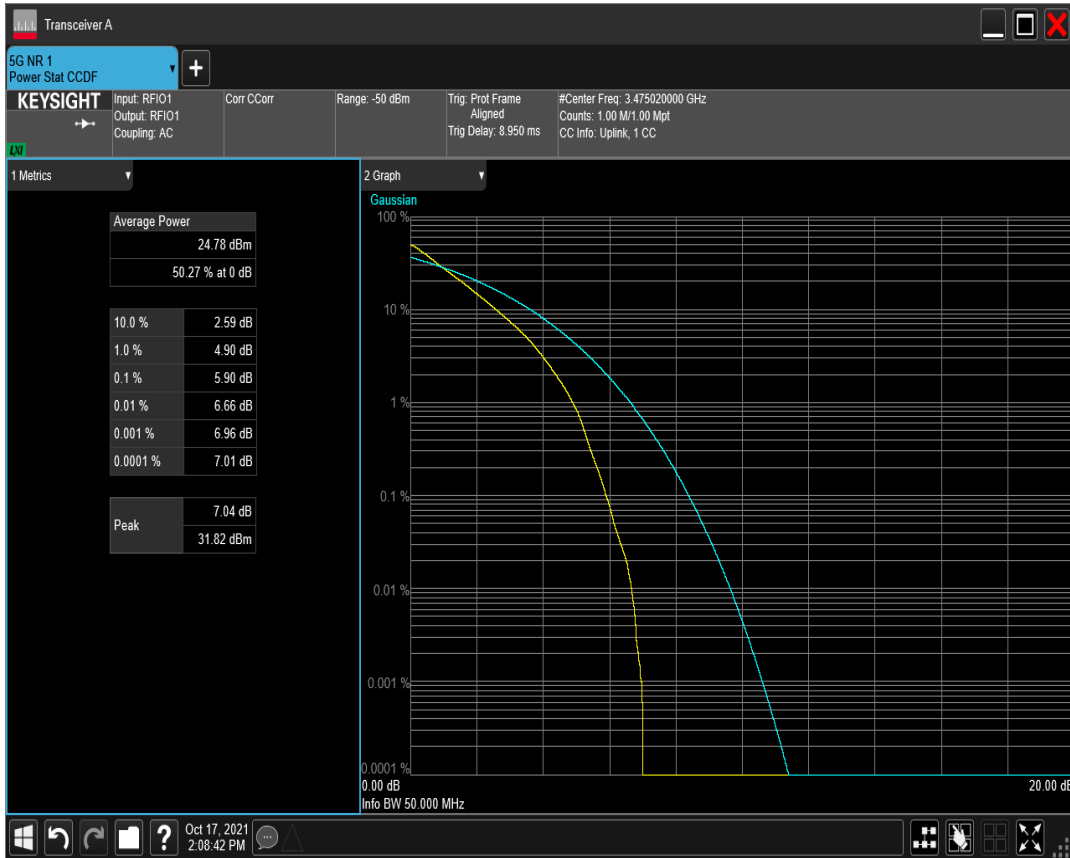 Transceiver A
5G NR 1
Power Stat CCDF
KEYSIGHT
LXI
Input: RFIO1
Output: RFIO1
Coupling: AC
Corr CCorr
Range: -50 dBm
Trig: Prot Frame
Aligned
Trig Delay: 8.950 ms
#Center Freq: 3.475020000 GHz
Counts: 1.00 M/1.00 Mpt
CC Info: Uplink, 1 CC
1 Metrics
Average Power
24.78 dBm
50.27 % at 0 dB
10.0 % 2.59 dB
1.0 % 4.90 dB
0.1 % 5.90 dB
0.01 % 6.66 dB
0.001 % 6.96 dB
0.0001 % 7.01 dB
Peak
7.04 dB
31.82 dBm
2 Graph
Gaussian
100 %
10 %
1 %
0.1 %
0.01 %
0.001 %
0.0001 %
0.00 dB
20.00 dB
Info BW 50.000 MHz
Oct 17, 2021
2:08:42 PM